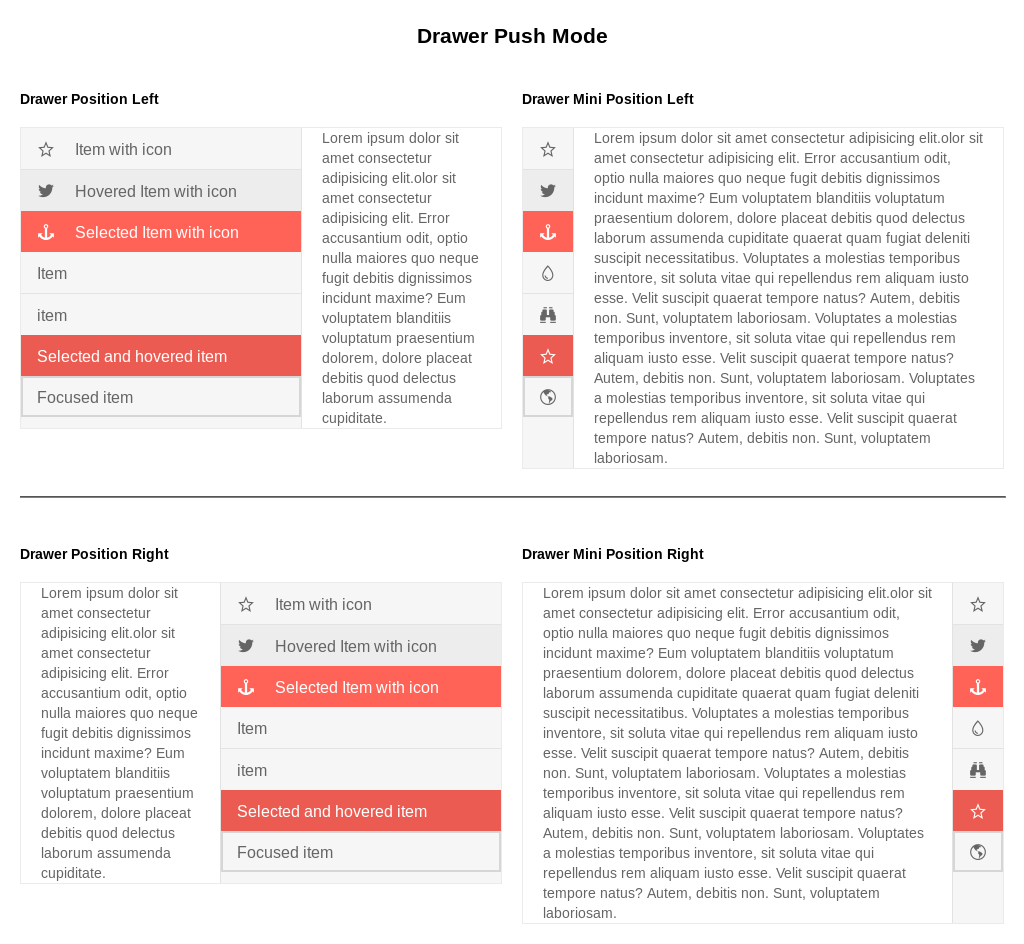 Drawer Push Mode
Drawer Position Left
Item with icon
Hovered Item with icon
Selected Item with icon
Item
item
Selected and hovered item
Focused item
Lorem ipsum dolor sit
amet consectetur
adipisicing elit.olor sit
amet consectetur
adipisicing elit. Error
accusantium odit, optio
nulla maiores quo neque
fugit debitis dignissimos
incidunt maxime? Eum
voluptatem blanditiis
voluptatum praesentium
dolorem, dolore placeat
debitis quod delectus
laborum assumenda
cupiditate.
Drawer Mini Position Left
Lorem ipsum dolor sit amet consectetur adipisicing elit.olor sit
amet consectetur adipisicing elit. Error accusantium odit,
optio nulla maiores quo neque fugit debitis dignissimos
incidunt maxime? Eum voluptatem blanditiis voluptatum
praesentium dolorem, dolore placeat debitis quod delectus
laborum assumenda cupiditate quaerat quam fugiat deleniti
suscipit necessitatibus. Voluptates a molestias temporibus
inventore, sit soluta vitae qui repellendus rem aliquam iusto
esse. Velit suscipit quaerat tempore natus? Autem, debitis
non. Sunt, voluptatem laboriosam. Voluptates a molestias
temporibus inventore, sit soluta vitae qui repellendus rem
aliquam iusto esse. Velit suscipit quaerat tempore natus?
Autem, debitis non. Sunt, voluptatem laboriosam. Voluptates
a molestias temporibus inventore, sit soluta vitae qui
repellendus rem aliquam iusto esse. Velit suscipit quaerat
tempore natus? Autem, debitis non. Sunt, voluptatem
laboriosam.
Drawer Position Right
Lorem ipsum dolor sit
amet consectetur
adipisicing elit.olor sit
amet consectetur
adipisicing elit. Error
accusantium odit, optio
nulla maiores quo neque
fugit debitis dignissimos
incidunt maxime? Eum
voluptatem blanditiis
voluptatum praesentium
dolorem, dolore placeat
debitis quod delectus
laborum assumenda
cupiditate.
Item with icon
Hovered Item with icon
Selected Item with icon
Item
item
Selected and hovered item
Focused item
Drawer Mini Position Right
Lorem ipsum dolor sit amet consectetur adipisicing elit.olor sit
amet consectetur adipisicing elit. Error accusantium odit,
optio nulla maiores quo neque fugit debitis dignissimos
incidunt maxime? Eum voluptatem blanditiis voluptatum
praesentium dolorem, dolore placeat debitis quod delectus
laborum assumenda cupiditate quaerat quam fugiat deleniti
suscipit necessitatibus. Voluptates a molestias temporibus
inventore, sit soluta vitae qui repellendus rem aliquam iusto
esse. Velit suscipit quaerat tempore natus? Autem, debitis
non. Sunt, voluptatem laboriosam. Voluptates a molestias
temporibus inventore, sit soluta vitae qui repellendus rem
aliquam iusto esse. Velit suscipit quaerat tempore natus?
Autem, debitis non. Sunt, voluptatem laboriosam. Voluptates
a molestias temporibus inventore, sit soluta vitae qui
repellendus rem aliquam iusto esse. Velit suscipit quaerat
tempore natus? Autem, debitis non. Sunt, voluptatem
laboriosam.